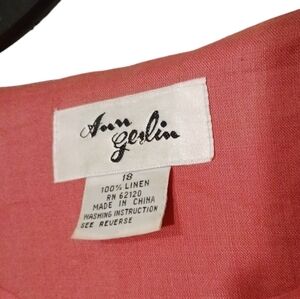 Ann
Gerlin
18
100% LINEN
RN 62120
MADE IN CHINA
WASHING INSTRUCTION
SEE REVERSE